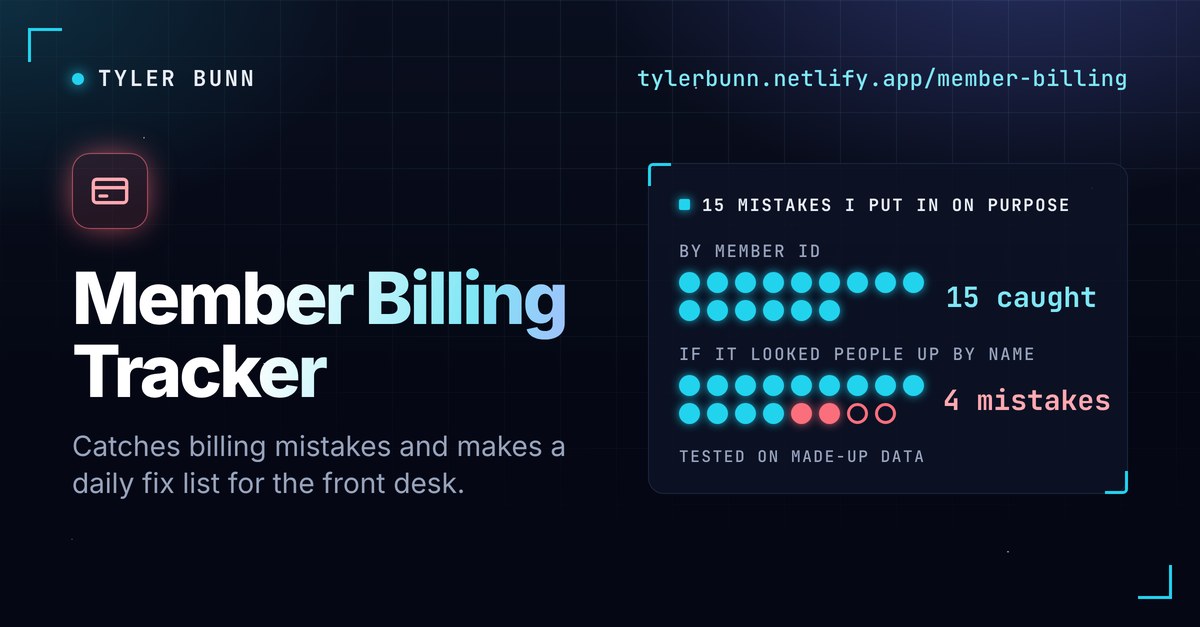 TYLER BUNN
tylerbunn.netlify.app/member-billing
Member Billing
Tracker
Catches billing mistakes and makes a
daily fix list for the front desk.
15 MISTAKES I PUT IN ON PURPOSE
BY MEMBER ID
15 caught
IF IT LOOKED PEOPLE UP BY NAME
4 mistakes
TESTED ON MADE-UP DATA